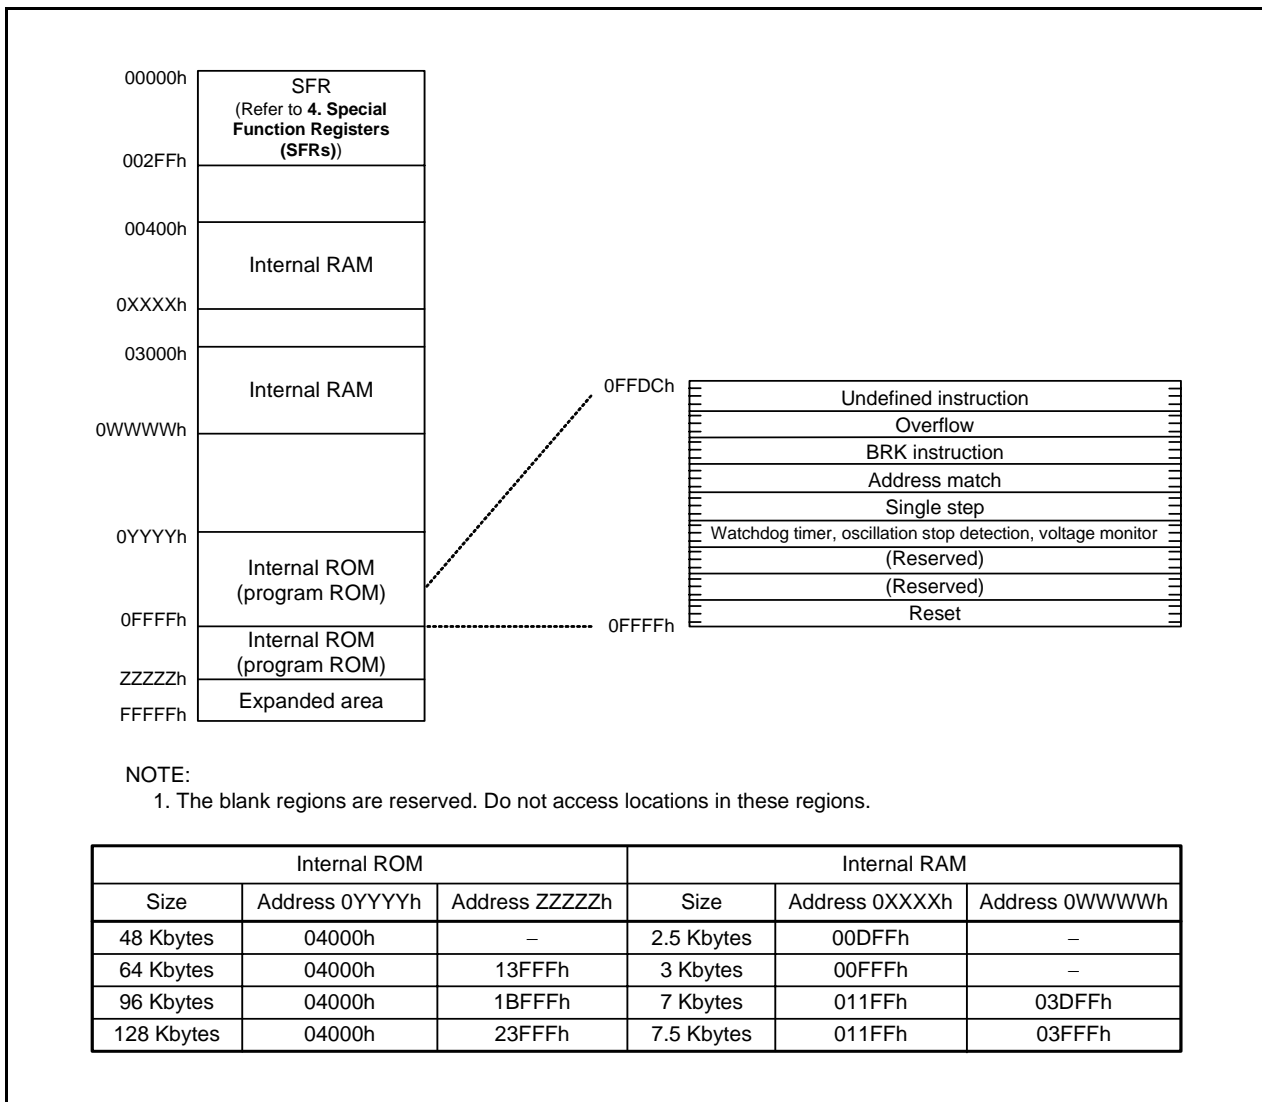 00000h
SFR
(Refer to 4. Special
Function Registers
(SFRs))
002FFh
00400h
Internal RAM
0XXXXh
03000h
Internal RAM
0WWWWh
0YYYYh
Internal ROM
(program ROM)
0FFFFh
Internal ROM
(program ROM)
ZZZZZh
Expanded area
FFFFFh
0FFDCh
Undefined instruction
Overflow
BRK instruction
Address match
Single step
Watchdog timer, oscillation stop detection, voltage monitor
(Reserved)
(Reserved)
Reset
0FFFFh
NOTE:
1. The blank regions are reserved. Do not access locations in these regions.
Internal ROM Internal RAM
Size Address 0YYYYh Address ZZZZZh Size Address 0XXXXh Address 0WWWWh
48 Kbytes 04000h – 2.5 Kbytes 00DFFh –
64 Kbytes 04000h 13FFFh 3 Kbytes 00FFFh –
96 Kbytes 04000h 1BFFFh 7 Kbytes 011FFh 03DFFh
128 Kbytes 04000h 23FFFh 7.5 Kbytes 011FFh 03FFFh